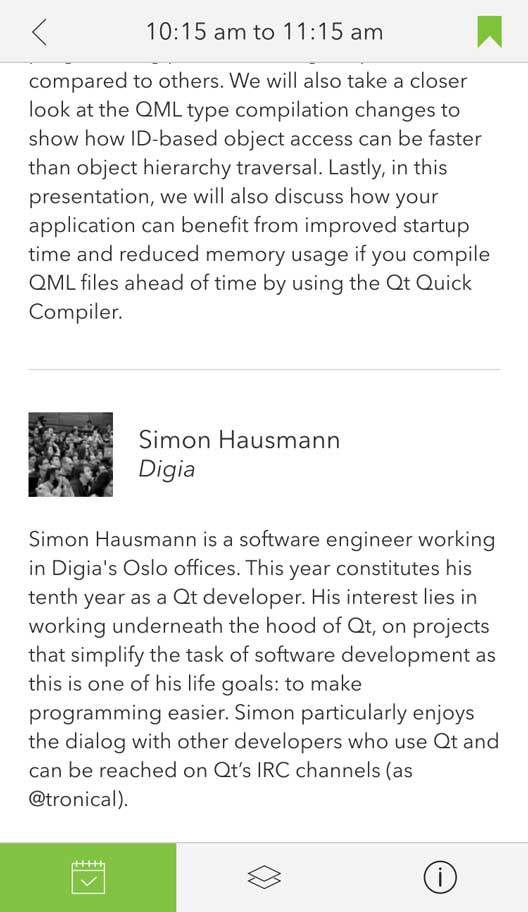 10:15 am to 11:15 am
compared to others. We will also take a closer
look at the QML type compilation changes to
show how ID-based object access can be faster
than object hierarchy traversal. Lastly, in this
presentation, we will also discuss how your
application can benefit from improved startup
time and reduced memory usage if you compile
QML files ahead of time by using the Qt Quick
Compiler.
Simon Hausmann
Digia
Simon Hausmann is a software engineer working
in Digia's Oslo offices. This year constitutes his
tenth year as a Qt developer. His interest lies in
working underneath the hood of Qt, on projects
that simplify the task of software development as
this is one of his life goals: to make
programming easier. Simon particularly enjoys
the dialog with other developers who use Qt and
can be reached on Qt’s IRC channels (as
@tronical).